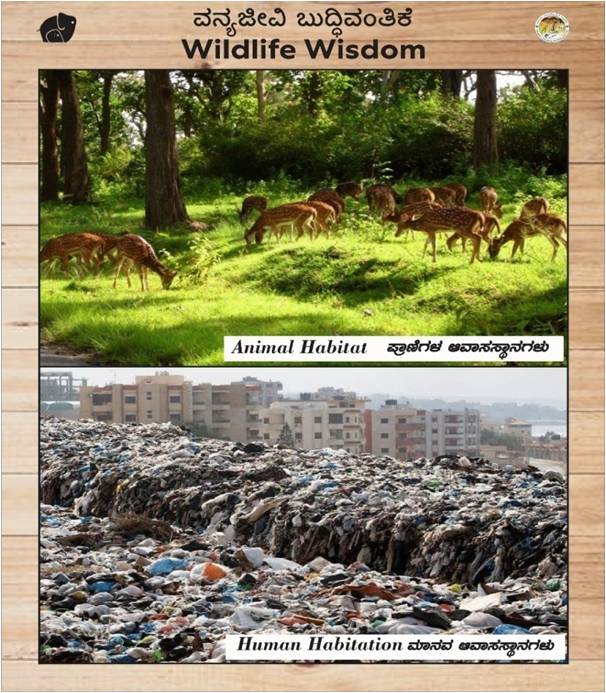 ವನ್ಯಜೀವಿ ಬುದ್ಧಿವಂತಿಕೆ
Wildlife Wisdom
Animal Habitat ಪ್ರಾಣಿಗಳ ಆವಾಸಸ್ಥಾನಗಳು
Human Habitation ಮಾನವ ಆವಾಸಸ್ಥಾನಗಳು